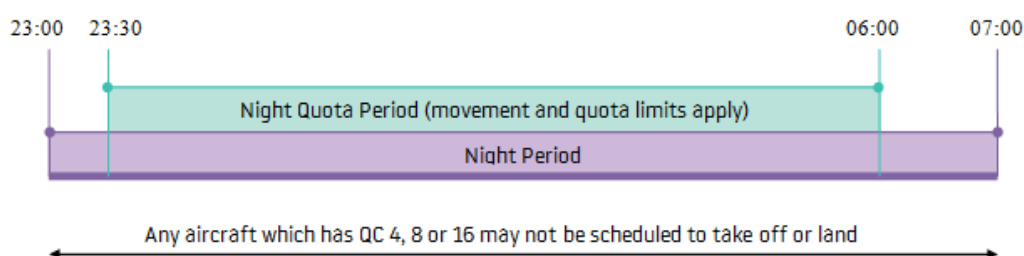 23:00 23:30 06:00 07:00
Night Quota Period (movement and quota limits apply)
Night Period
Any aircraft which has QC 4, 8 or 16 may not be scheduled to take off or land